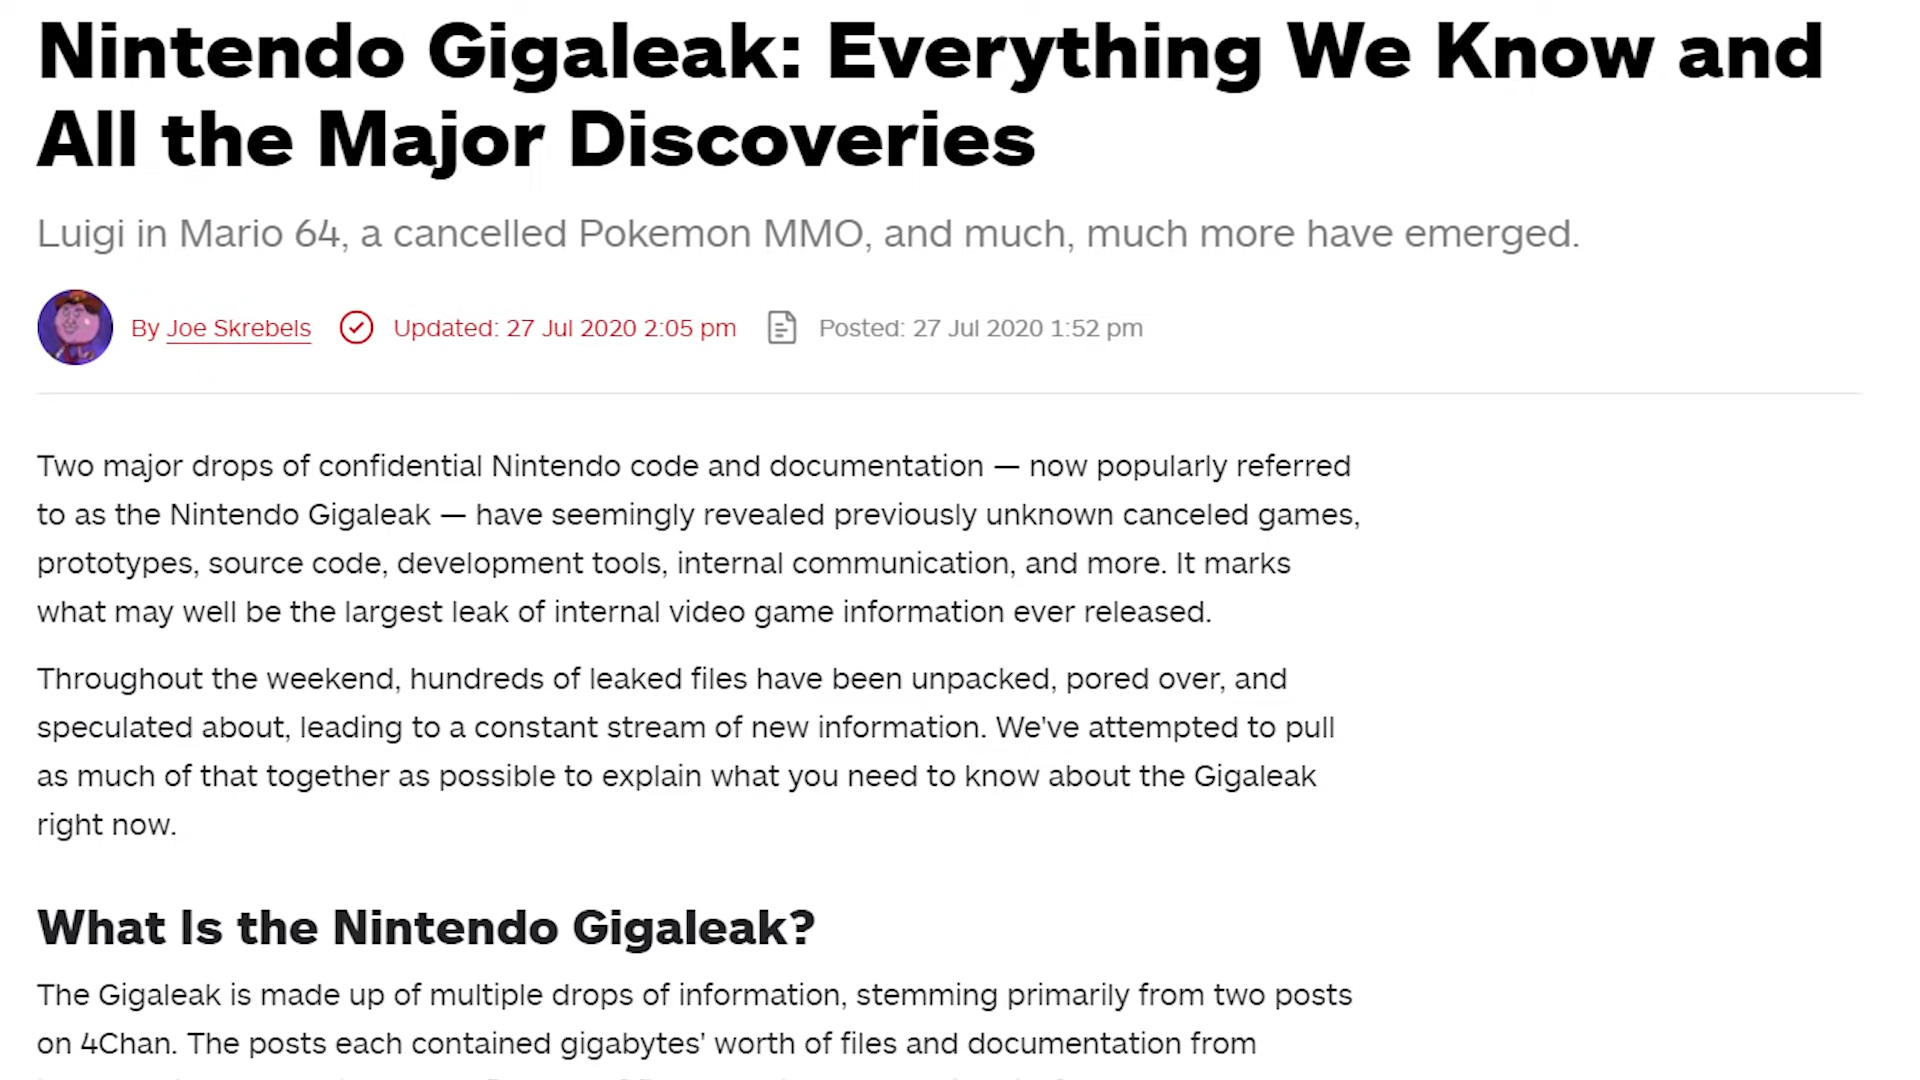 Nintendo Gigaleak: Everything We Know and
All the Major Discoveries
Luigi in Mario 64, a cancelled Pokemon MMO, and much, much more have emerged.
By Joe Skrebels Updated: 27 Jul 2020 2:05 pm Posted: 27 Jul 2020 1:52 pm
Two major drops of confidential Nintendo code and documentation — now popularly referred
to as the Nintendo Gigaleak — have seemingly revealed previously unknown canceled games,
prototypes, source code, development tools, internal communication, and more. It marks
what may well be the largest leak of internal video game information ever released.
Throughout the weekend, hundreds of leaked files have been unpacked, pored over, and
speculated about, leading to a constant stream of new information. We've attempted to pull
as much of that together as possible to explain what you need to know about the Gigaleak
right now.
What Is the Nintendo Gigaleak?
The Gigaleak is made up of multiple drops of information, stemming primarily from two posts
on 4Chan. The posts each contained gigabytes' worth of files and documentation from